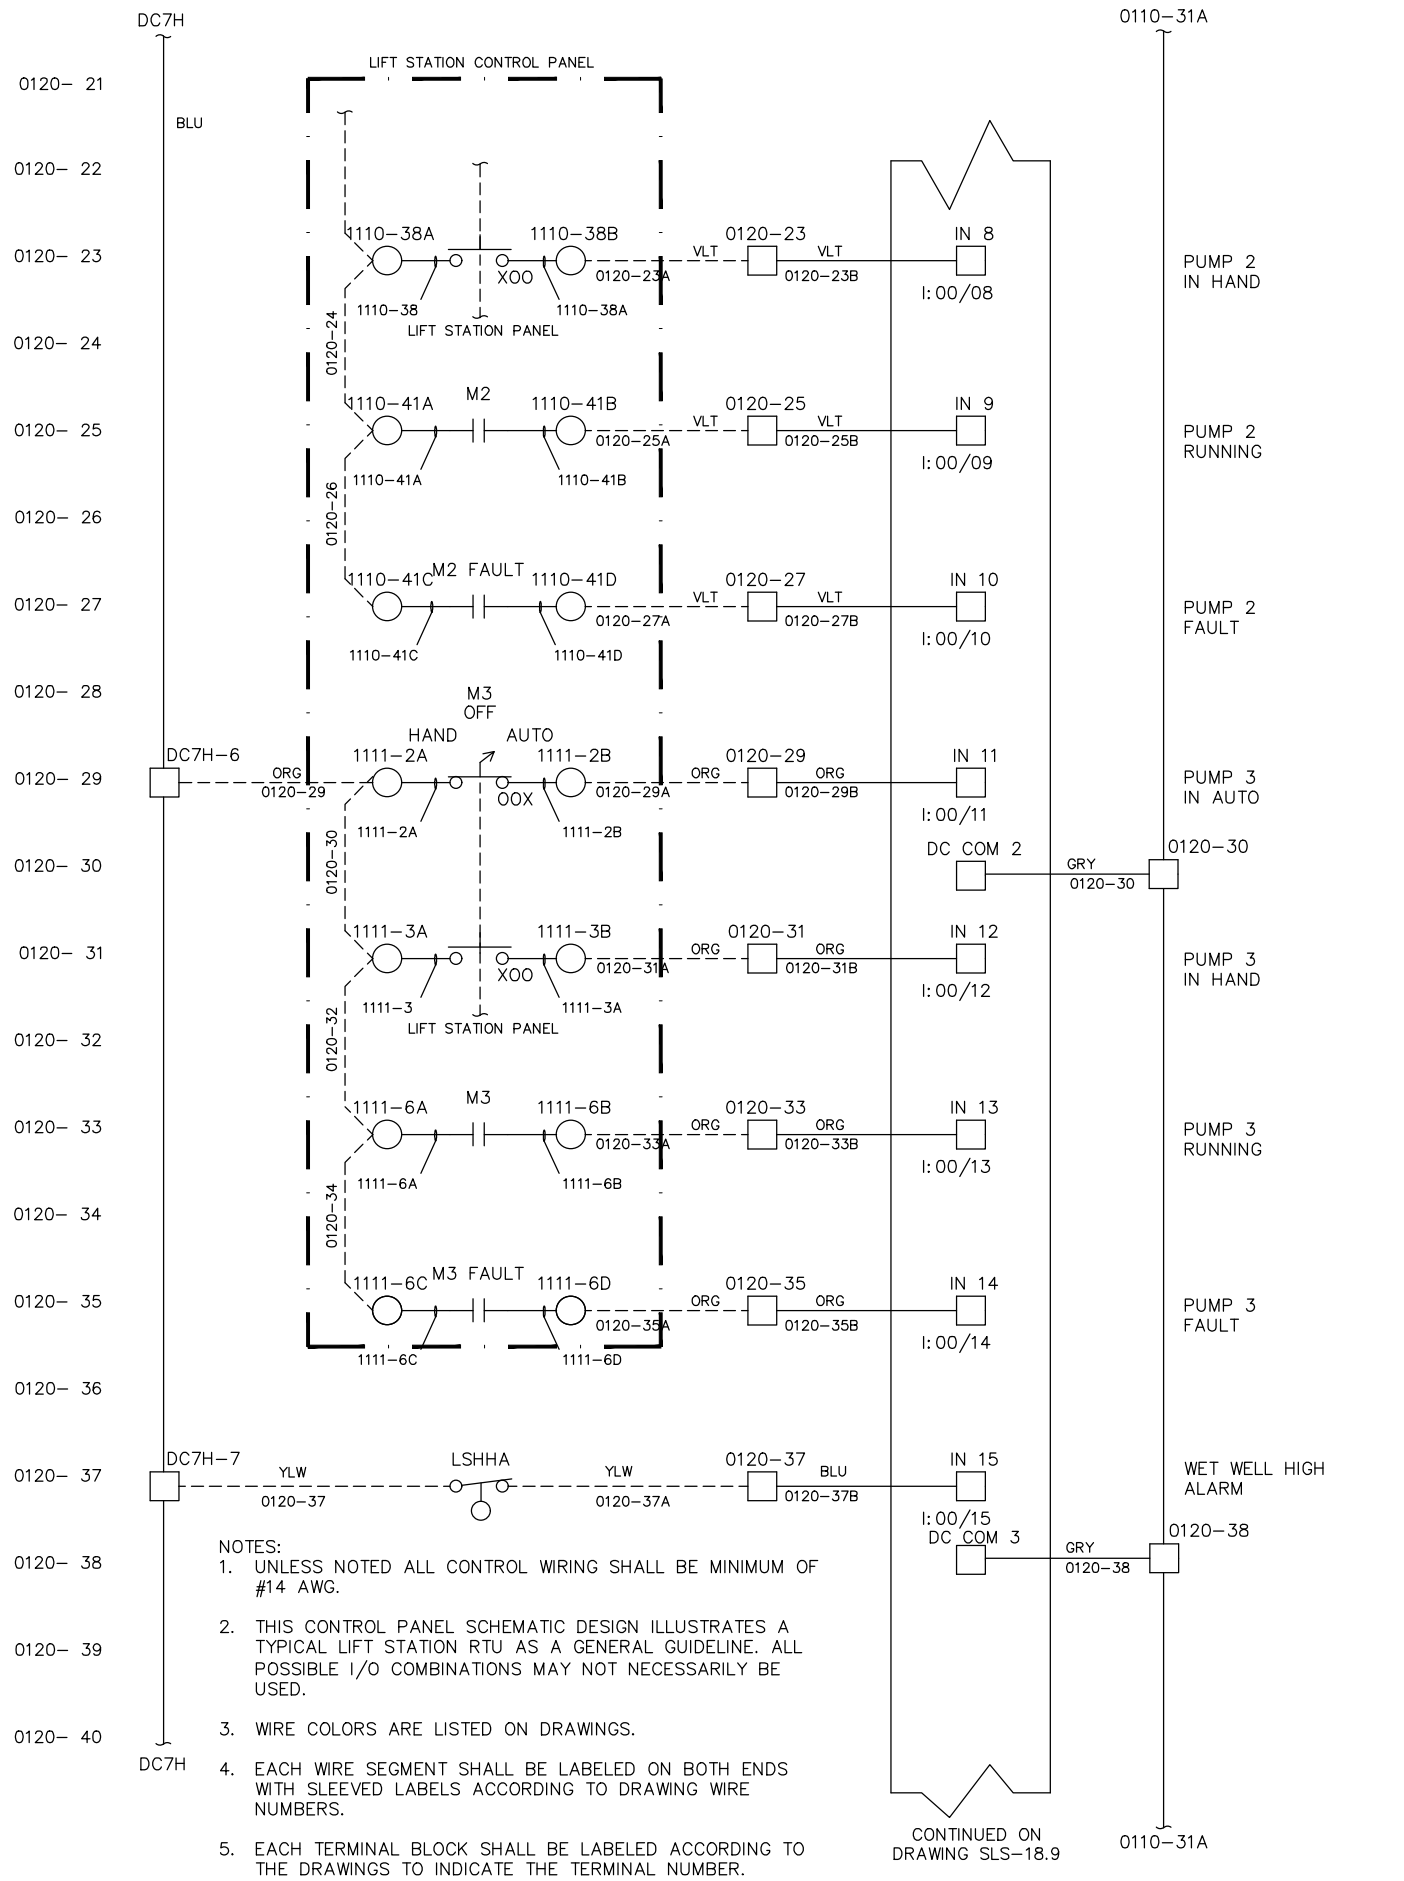 DC7H
0110-31A
LIFT STATION CONTROL PANEL
0120- 21
BLU
0120- 22
1110-38A
1110-38B
0120-23
IN 8
0120- 23
VLT
VLT
PUMP 2
IN HAND
XOO
0120-23A
0120-23B
I:00/08
1110-38
1110-38A
LIFT STATION PANEL
0120-24
0120- 24
M2
1110-41A
1110-41B
0120-25
IN 9
0120- 25
VLT
VLT
PUMP 2
RUNNING
0120-25A
0120-25B
I:00/09
1110-41A
1110-41B
0120-26
0120- 26
M2 FAULT
1110-41C
1110-41D
0120-27
IN 10
0120- 27
VLT
VLT
PUMP 2
FAULT
0120-27A
0120-27B
I:00/10
1110-41C
1110-41D
0120- 28
M3
OFF
HAND
AUTO
DC7H-6
1111-2A
1111-2B
0120-29
IN 11
0120- 29
ORG
ORG
ORG
PUMP 3
IN AUTO
0120-29
OOX
0120-29A
0120-29B
I:00/11
1111-2A
1111-2B
0120-30
DC COM 2
0120-30
0120- 30
GRY
0120-30
1111-3A
1111-3B
0120-31
IN 12
0120- 31
ORG
ORG
PUMP 3
IN HAND
XOO
0120-31A
0120-31B
I:00/12
1111-3
1111-3A
LIFT STATION PANEL
0120-32
0120- 32
M3
1111-6A
1111-6B
0120-33
IN 13
0120- 33
ORG
ORG
PUMP 3
RUNNING
0120-33A
0120-33B
I:00/13
1111-6A
1111-6B
0120-34
0120- 34
M3 FAULT
1111-6C
1111-6D
0120-35
IN 14
0120- 35
ORG
ORG
PUMP 3
FAULT
0120-35A
0120-35B
I:00/14
1111-6C
1111-6D
0120- 36
DC7H-7
LSHHA
0120-37
IN 15
0120- 37
YLW
YLW
BLU
WET WELL HIGH
ALARM
0120-37
0120-37A
0120-37B
I:00/15
DC COM 3
0120-38
0120- 38
GRY
0120-38
NOTES:
1. UNLESS NOTED ALL CONTROL WIRING SHALL BE MINIMUM OF
#14 AWG.
2. THIS CONTROL PANEL SCHEMATIC DESIGN ILLUSTRATES A
TYPICAL LIFT STATION RTU AS A GENERAL GUIDELINE. ALL
POSSIBLE I/O COMBINATIONS MAY NOT NECESSARILY BE
USED.
0120- 39
3. WIRE COLORS ARE LISTED ON DRAWINGS.
0120- 40
DC7H
4. EACH WIRE SEGMENT SHALL BE LABELED ON BOTH ENDS
WITH SLEEVED LABELS ACCORDING TO DRAWING WIRE
NUMBERS.
5. EACH TERMINAL BLOCK SHALL BE LABELED ACCORDING TO
THE DRAWINGS TO INDICATE THE TERMINAL NUMBER.
CONTINUED ON
DRAWING SLS-18.9
0110-31A